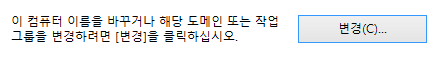 이 컴퓨터 이름을 바꾸거나 해당 도메인 또는 작업
그룹을 변경하려면 [변경]을 클릭하십시오.
변경(C)...